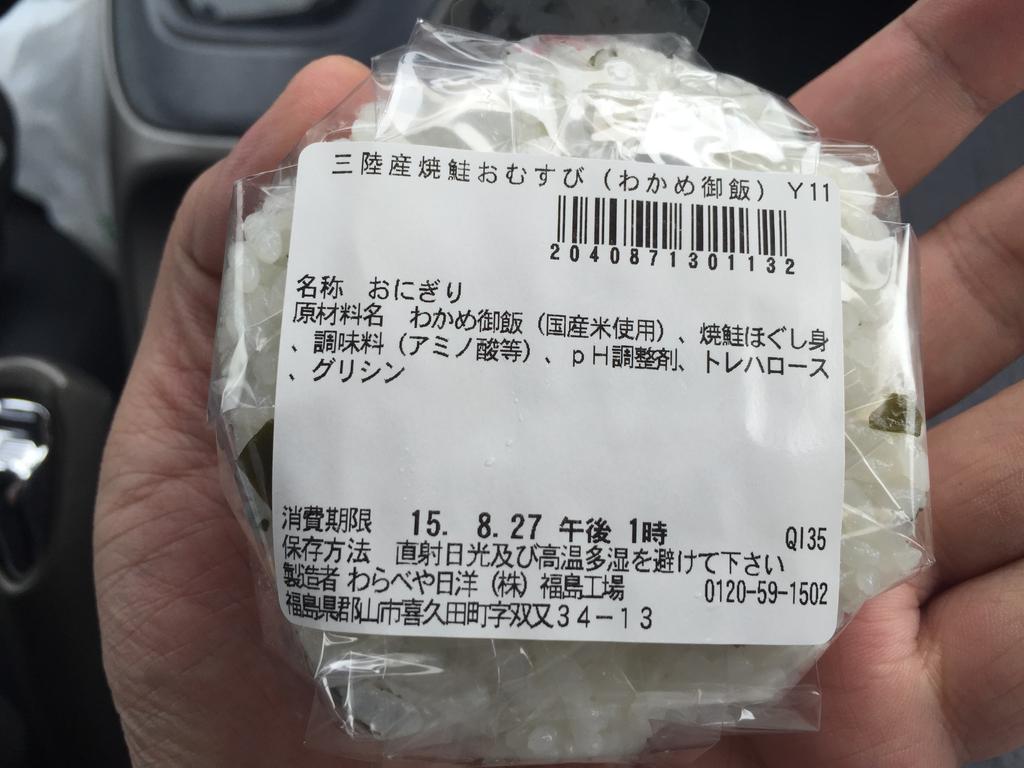 三陸産焼鮭おむすび（わかめ御飯） Y11
2040871301132
名称　おにぎり
原材料名　わかめ御飯（国産米使用）、焼鮭ほぐし身
、調味料（アミノ酸等）、pH調整剤、トレハロース
、グリシン
消費期限　15. 8.27 午後 1時 QI35
保存方法　直射日光及び高温多湿を避けて下さい
製造者 わらべや日洋（株）福島工場 0120-59-1502
福島県郡山市喜久田町字双又34－13